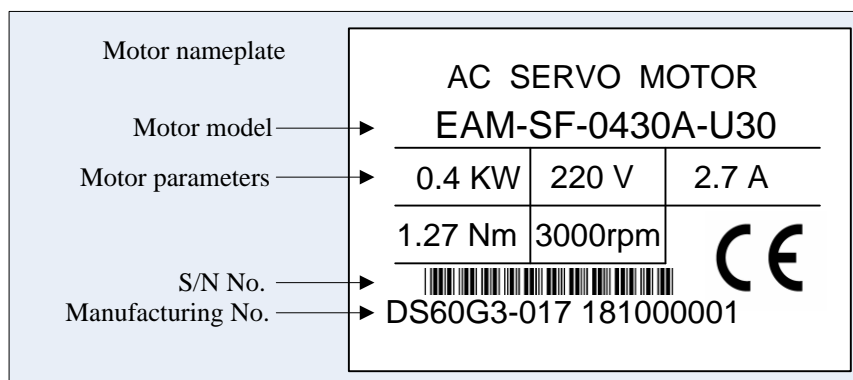 Motor nameplate
AC SERVO MOTOR
Motor model
EAM-SF-0430A-U30
Motor parameters
0.4 KW 220 V 2.7 A
1.27 Nm 3000rpm
CE
S/N No.
Manufacturing No.
DS60G3-017 181000001